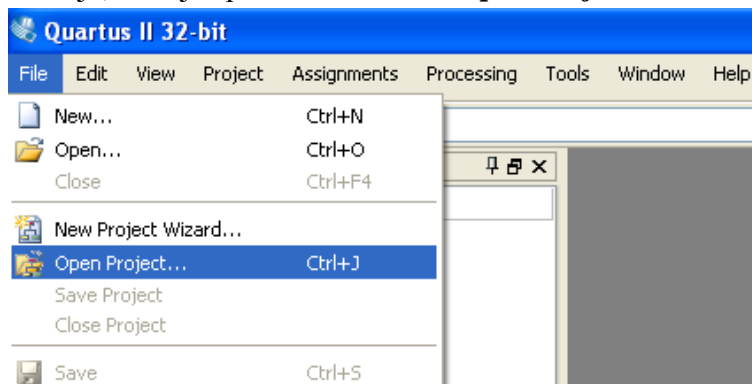 Quartus II 32-bit
File Edit View Project Assignments Processing Tools Window Help
New... Ctrl+N
Open... Ctrl+O
Close Ctrl+F4
New Project Wizard...
Open Project... Ctrl+J
Save Project
Close Project
Save Ctrl+S